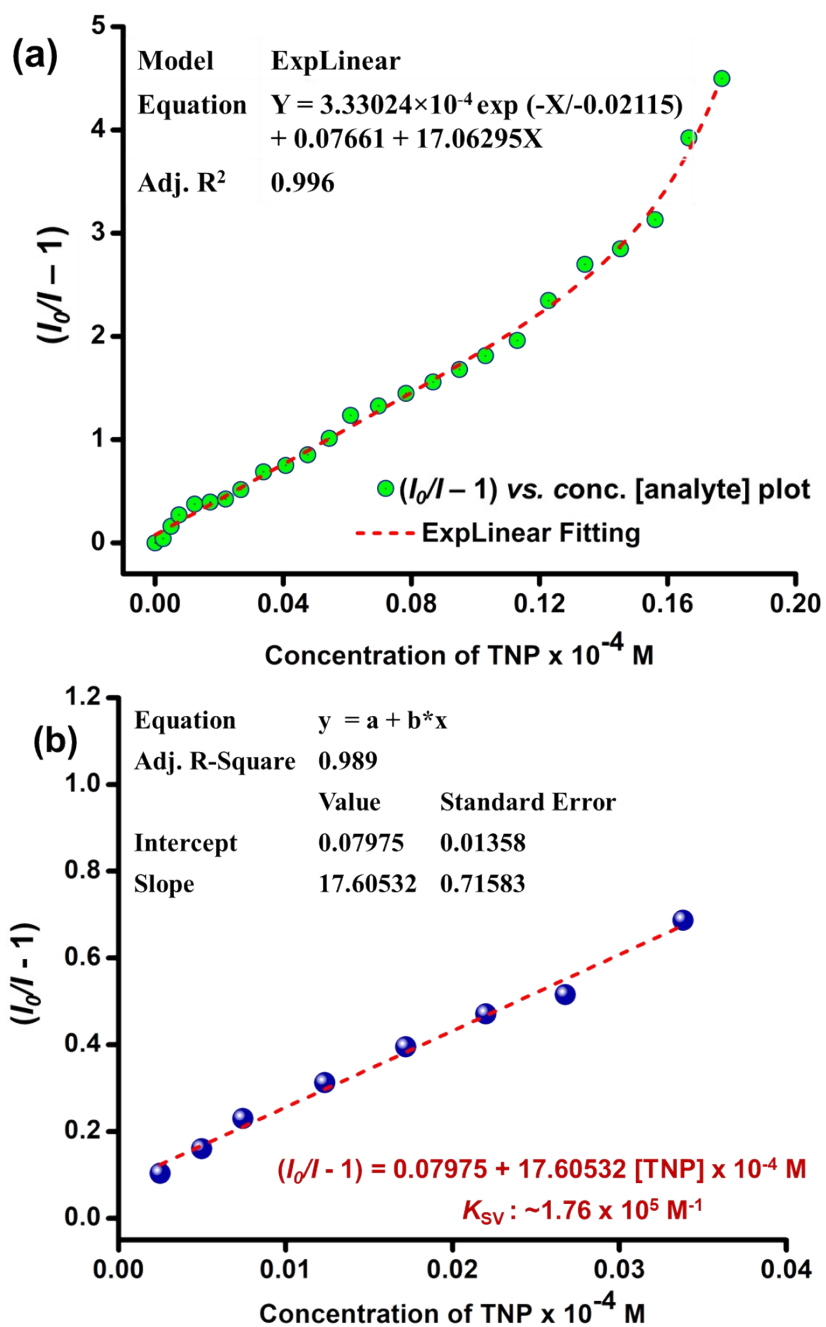 (a)
Model ExpLinear
Equation Y = 3.33024×10⁻⁴ exp (-X/-0.02115)
+ 0.07661 + 17.06295X
Adj. R² 0.996
5
4
3
2
1
0
(I₀/I – 1)
(I₀/I – 1) vs. conc. [analyte] plot
ExpLinear Fitting
0.00 0.04 0.08 0.12 0.16 0.20
Concentration of TNP x 10⁻⁴ M
(b)
Equation y = a + b*x
Adj. R-Square 0.989
Value Standard Error
Intercept 0.07975 0.01358
Slope 17.60532 0.71583
1.2
1.0
0.8
0.6
0.4
0.2
0.0
(I₀/I - 1)
(I₀/I - 1) = 0.07975 + 17.60532 [TNP] x 10⁻⁴ M
K_SV : ~1.76 x 10⁵ M⁻¹
0.00 0.01 0.02 0.03 0.04
Concentration of TNP x 10⁻⁴ M